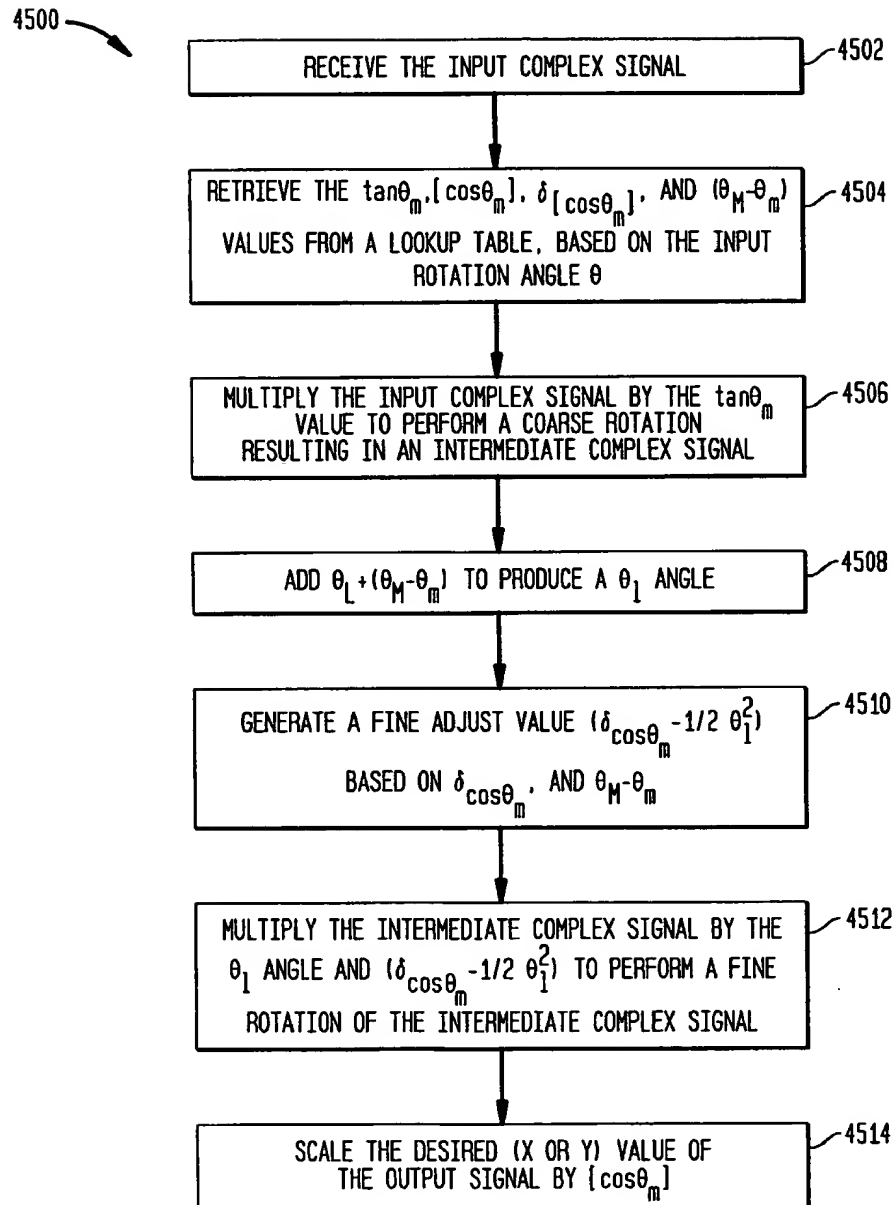 4500
RECEIVE THE INPUT COMPLEX SIGNAL
4502
RETRIEVE THE tanθm,[cosθm], δ[cosθm], AND (θM-θm)
VALUES FROM A LOOKUP TABLE, BASED ON THE INPUT
ROTATION ANGLE θ
4504
MULTIPLY THE INPUT COMPLEX SIGNAL BY THE tanθm
VALUE TO PERFORM A COARSE ROTATION
RESULTING IN AN INTERMEDIATE COMPLEX SIGNAL
4506
ADD θL+(θM-θm) TO PRODUCE A θl ANGLE
4508
GENERATE A FINE ADJUST VALUE (δcosθm-1/2 θl²)
BASED ON δcosθm, AND θM-θm
4510
MULTIPLY THE INTERMEDIATE COMPLEX SIGNAL BY THE
θl ANGLE AND (δcosθm-1/2 θl²) TO PERFORM A FINE
ROTATION OF THE INTERMEDIATE COMPLEX SIGNAL
4512
SCALE THE DESIRED (X OR Y) VALUE OF
THE OUTPUT SIGNAL BY [cosθm]
4514